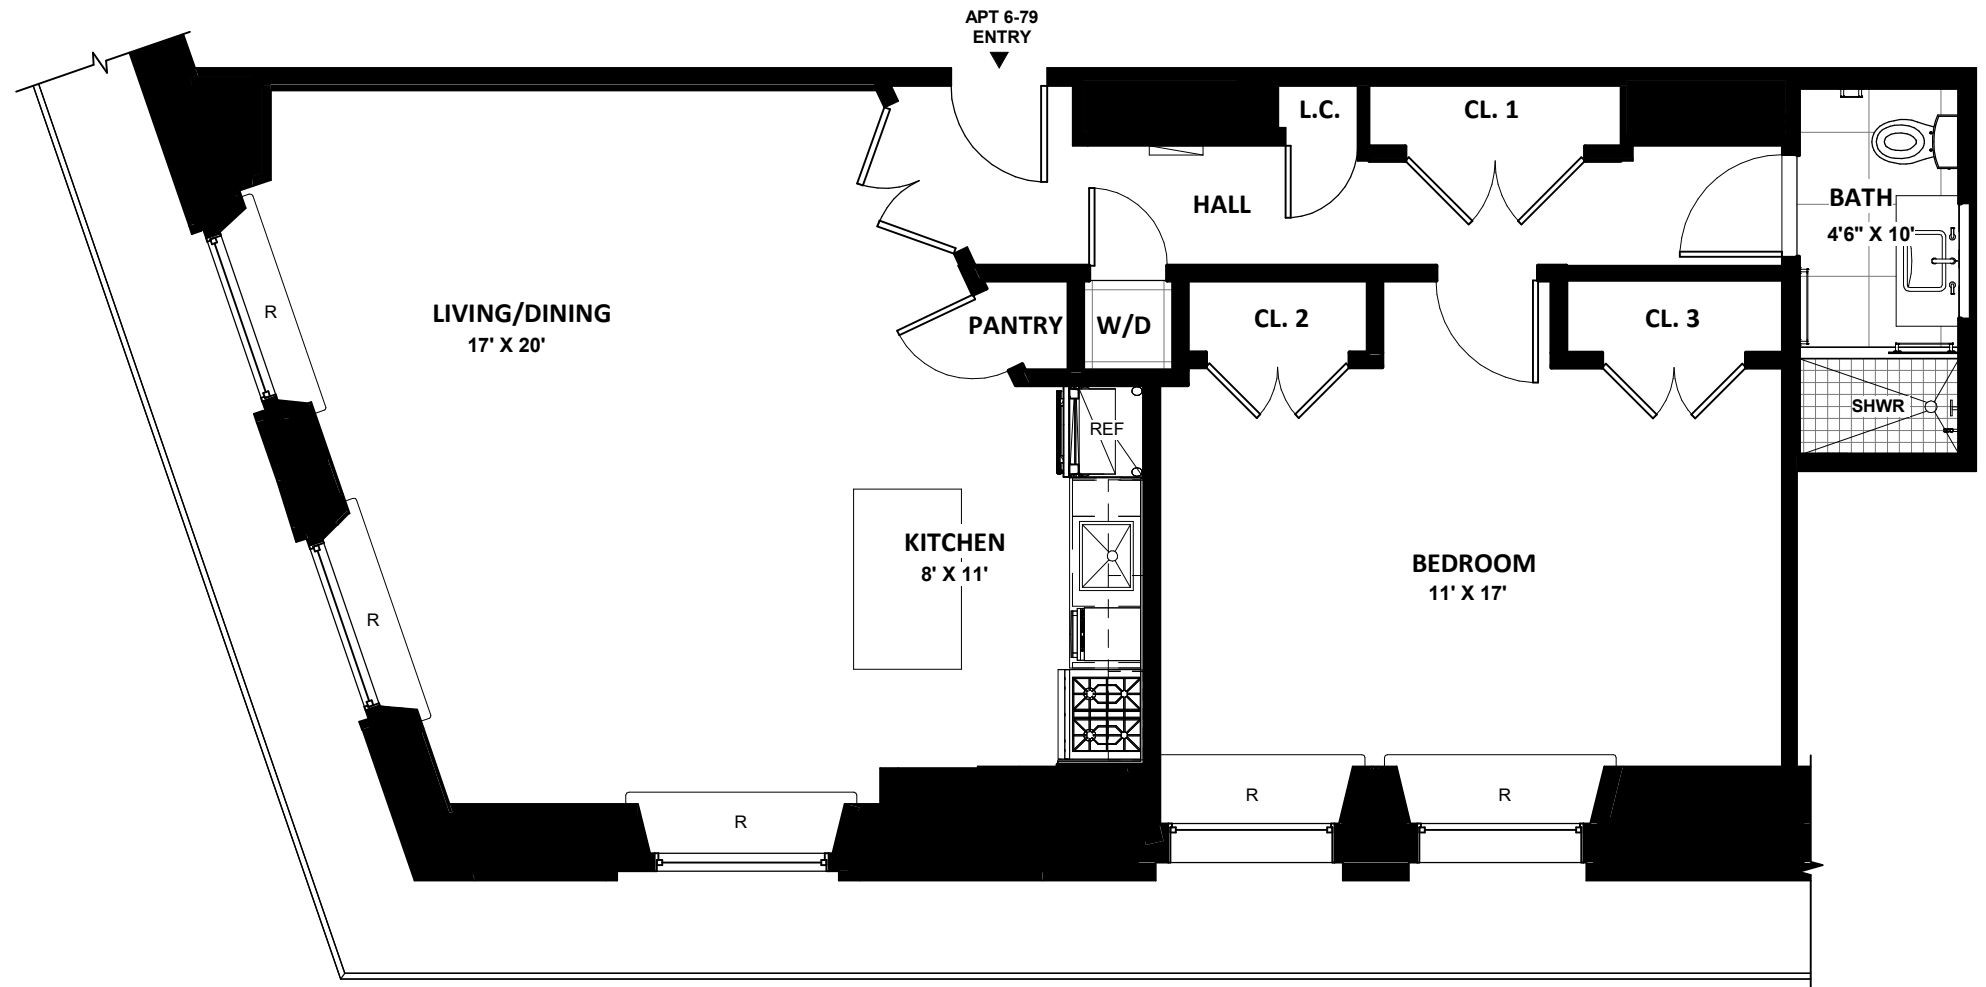 APT 6-79
ENTRY
L.C.
CL. 1
HALL
BATH
4'6" X 10'
R
LIVING/DINING
17' X 20'
PANTRY
W/D
CL. 2
CL. 3
SHWR
REF
KITCHEN
8' X 11'
BEDROOM
11' X 17'
R
R
R
R